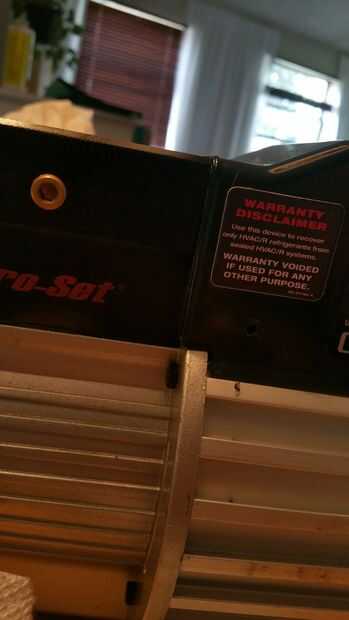 WARRANTY
DISCLAIMER
Use this device to recover
only HVAC/R refrigerants from
sealed HVAC/R systems.
WARRANTY VOIDED
IF USED FOR ANY
OTHER PURPOSE.
ro-Set®